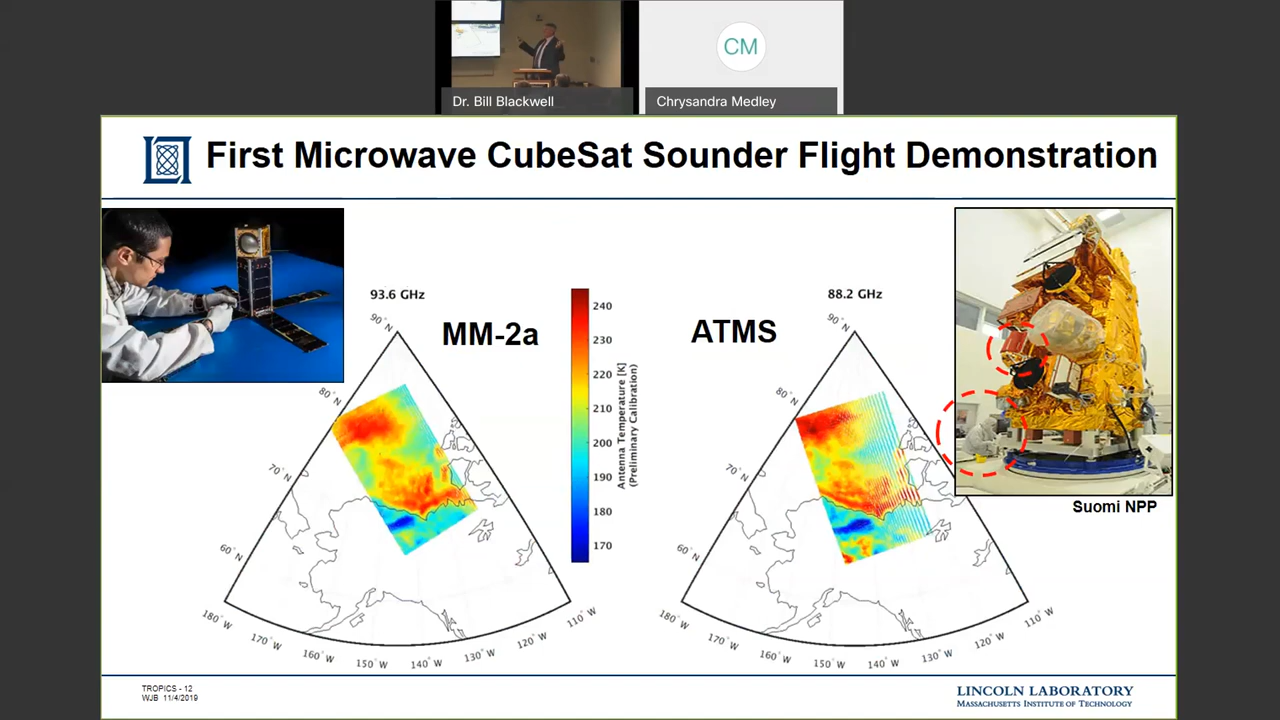 Dr. Bill Blackwell
CM
Chrysandra Medley
First Microwave CubeSat Sounder Flight Demonstration
93.6 GHz
MM-2a
90° N
80° N
70° N
60° N
180° W
170° W
160° W
150° W
140° W
130° W
120° W
110° W
240
230
220
210
200
190
180
170
Antenna Temperature [K]
(Preliminary Calibration)
88.2 GHz
ATMS
90° N
80° N
70° N
60° N
180° W
170° W
160° W
150° W
140° W
130° W
120° W
110° W
Suomi NPP
TROPICS - 12
WJB 11/4/2019
LINCOLN LABORATORY
MASSACHUSETTS INSTITUTE OF TECHNOLOGY